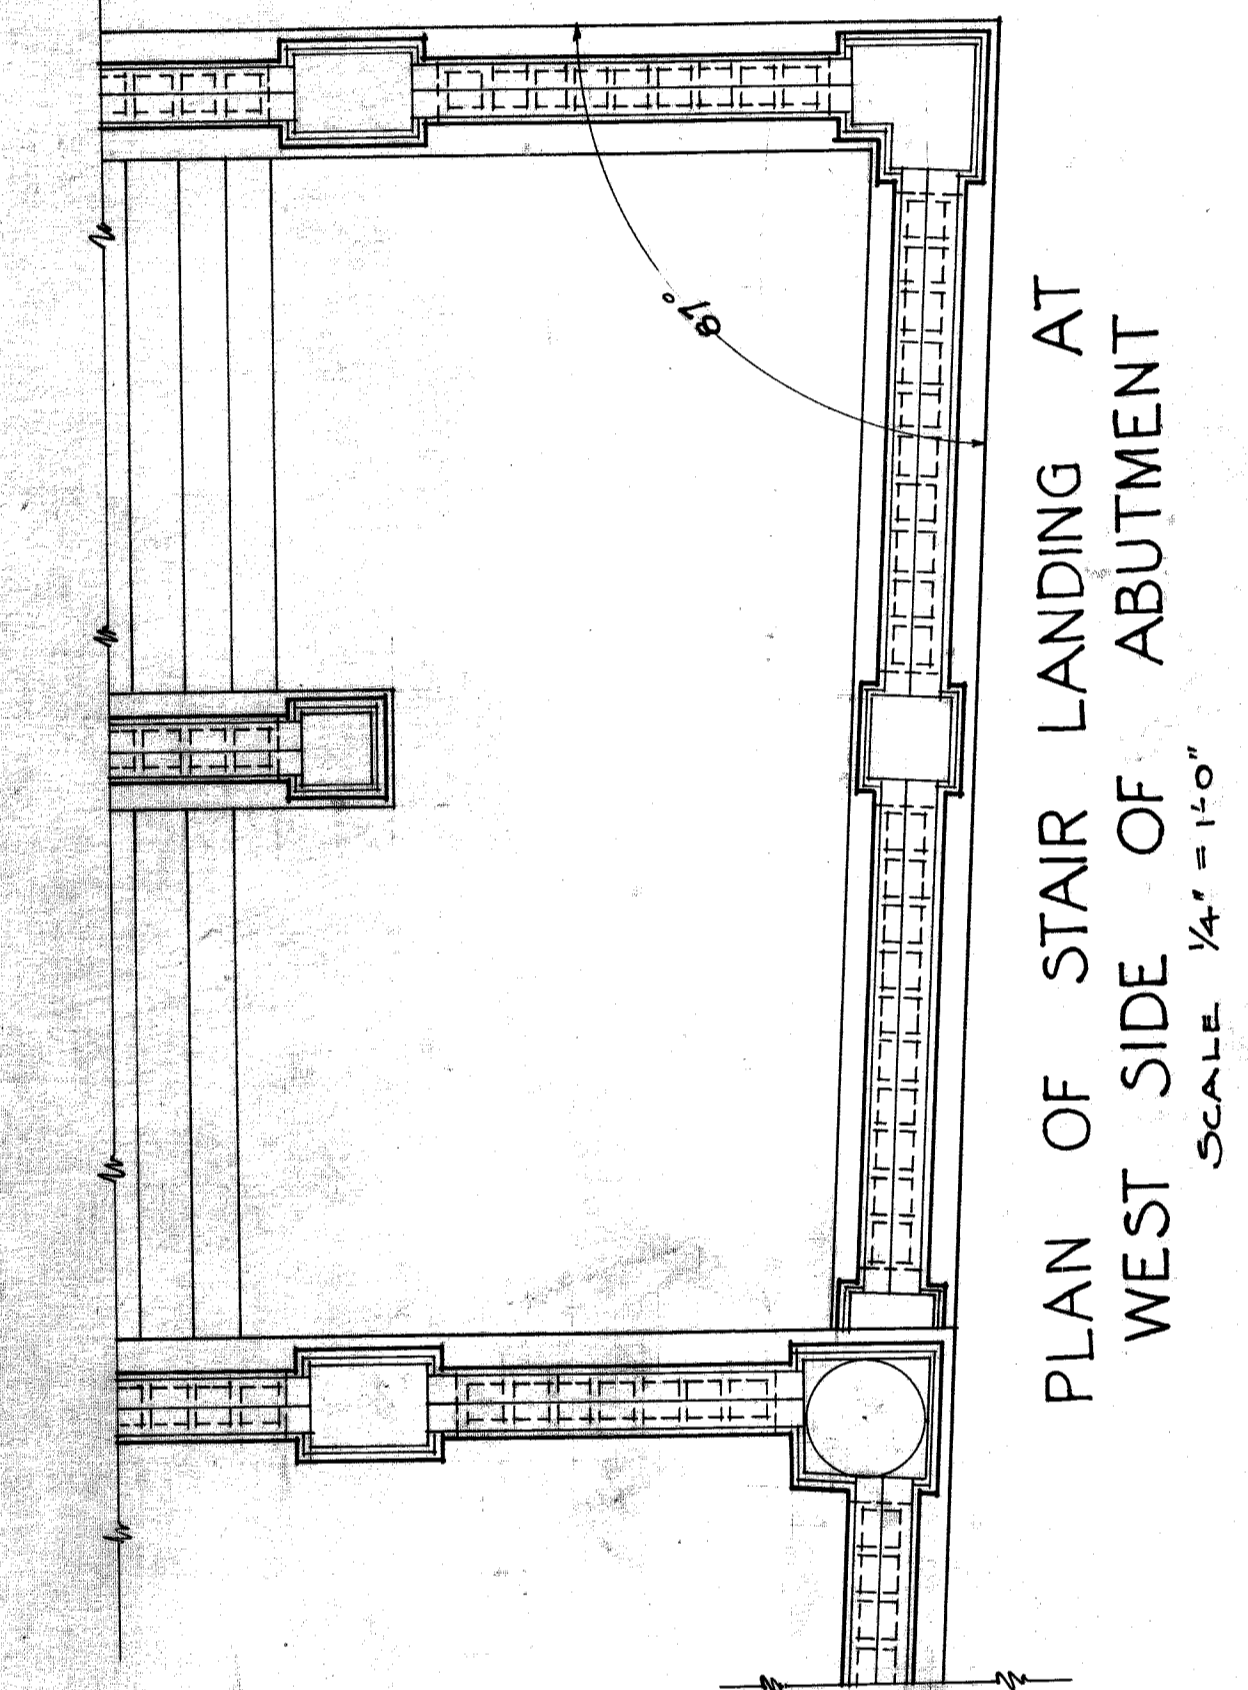 PLAN OF STAIR LANDING AT
WEST SIDE OF ABUTMENT
SCALE 1/4" = 1'-0"
87°